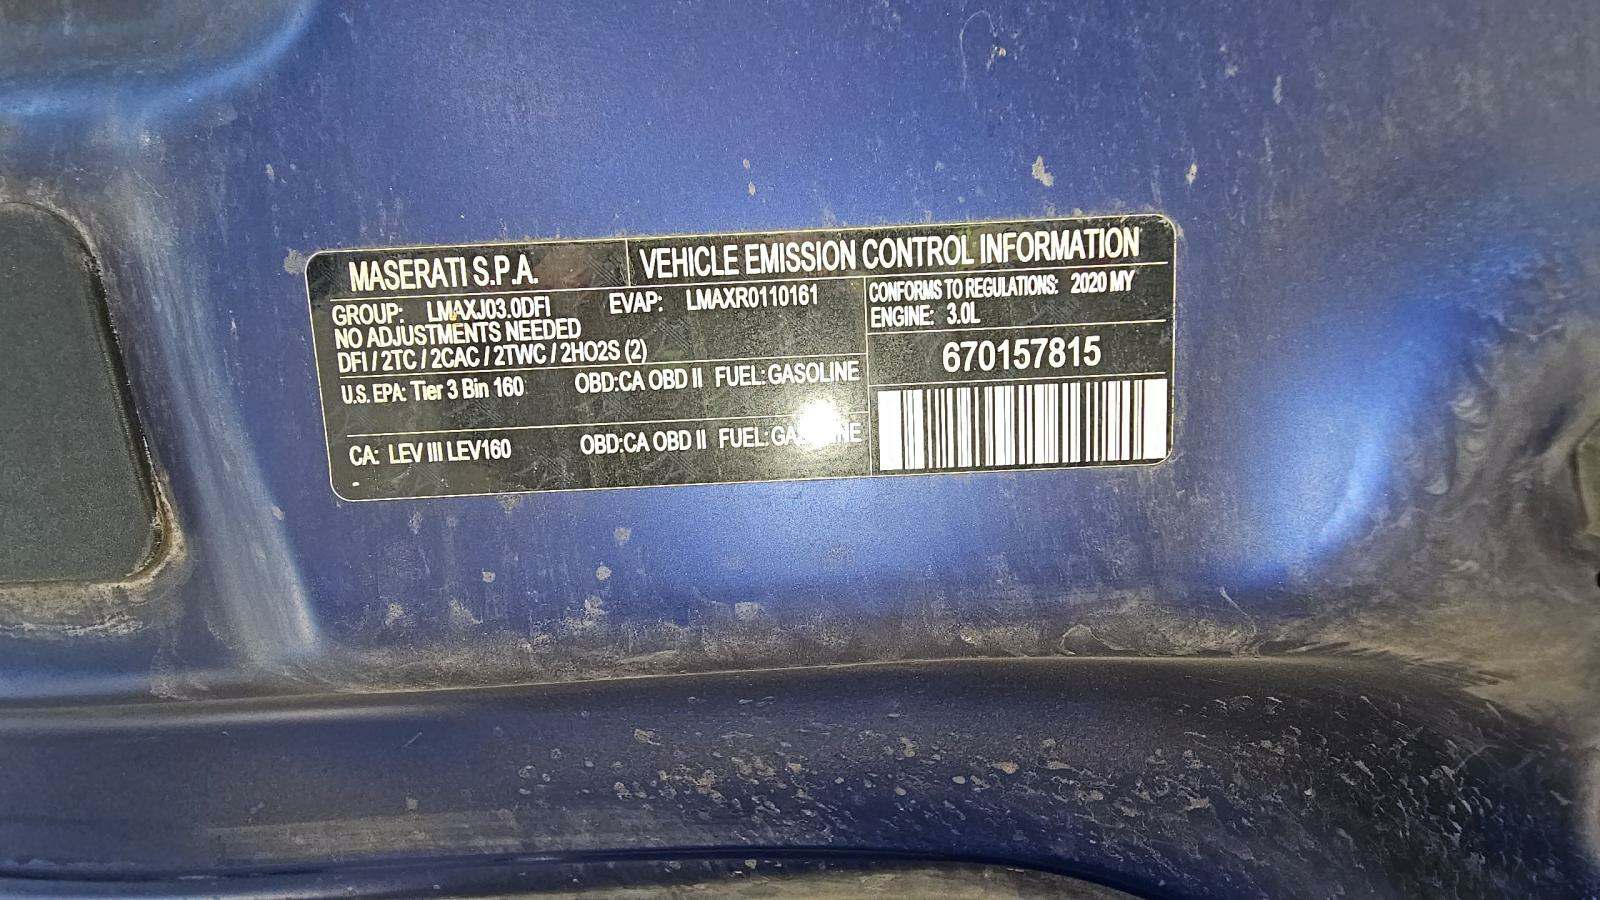 MASERATI S.P.A.
VEHICLE EMISSION CONTROL INFORMATION
GROUP: LMAXJ03.0DFI EVAP: LMAXR0110161
NO ADJUSTMENTS NEEDED
DFI / 2TC / 2CAC / 2TWC / 2HO2S (2)
U.S. EPA: Tier 3 Bin 160 OBD:CA OBD II FUEL:GASOLINE
CA: LEV III LEV160 OBD:CA OBD II FUEL:GASOLINE
CONFORMS TO REGULATIONS: 2020 MY
ENGINE: 3.0L
670157815